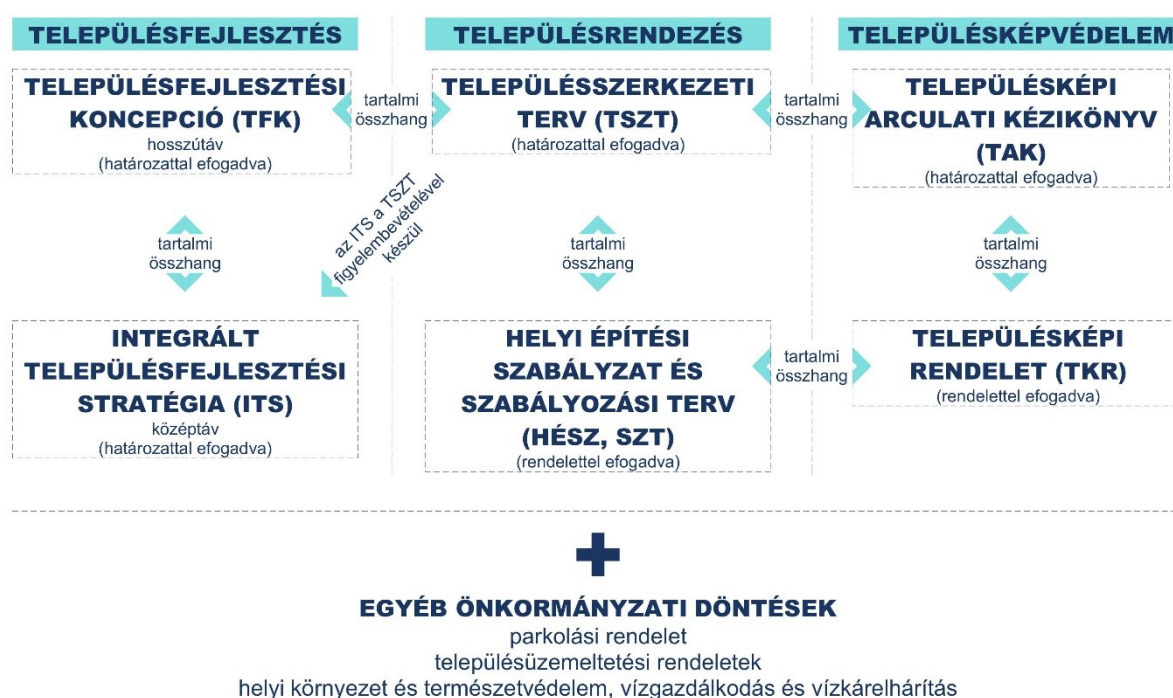 TELEPÜLÉSFEJLESZTÉS
TELEPÜLÉSRENDEZÉS
TELEPÜLÉSKÉPVÉDELEM
TELEPÜLÉSFEJLESZTÉSI
KONCEPCIÓ (TFK)
hosszútáv
(határozattal efogadva)
tartalmi
összhang
TELEPÜLÉSSZERKEZETI
TERV (TSZT)
(határozattal efogadva)
tartalmi
összhang
TELEPÜLÉSKÉPI
ARCULATI KÉZIKÖNYV
(TAK)
(határozattal efogadva)
tartalmi
összhang
az ITS a TSZT
figyelembevételével
készül
tartalmi
összhang
tartalmi
összhang
INTEGRÁLT
TELEPÜLÉSFEJLESZTÉSI
STRATÉGIA (ITS)
középtáv
(határozattal efogadva)
HELYI ÉPÍTÉSI
SZABÁLYZAT ÉS
SZABÁLYOZÁSI TERV
(HÉSZ, SZT)
(rendelettel efogadva)
tartalmi
összhang
TELEPÜLÉSKÉPI
RENDELET (TKR)
(rendelettel efogadva)
EGYÉB ÖNKORMÁNYZATI DÖNTÉSEK
parkolási rendelet
településüzemeltetési rendeletek
helyi környezet és természetvédelem, vízgazdálkodás és vízkárelhárítás